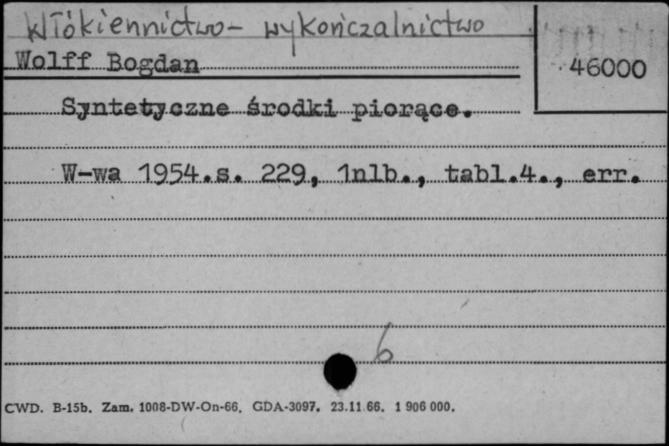 Włókiennictwo - wykończalnictwo
Wolff Bogdan
46000
Syntetyczne środki piorące.
W-wa 1954.s. 229, 1nlb., tabl.4., err.
6
CWD. B-15b. Zam. 1008-DW-On-66. GDA-3097. 23.11.66. 1 906 000.